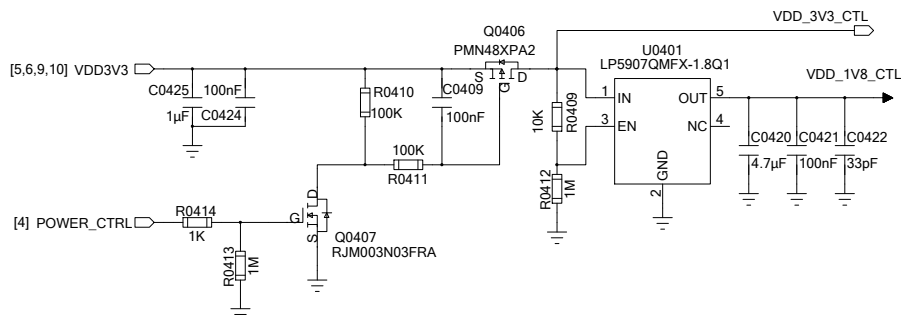 VDD_3V3_CTL
Q0406
PMN48XPA2
U0401
LP5907QMFX-1.8Q1
[5,6,9,10] VDD3V3
S D
G
VDD_1V8_CTL
C0425
1µF
100nF
C0424
R0410
100K
C0409
100nF
10K
R0409
1 IN OUT 5
3 EN NC 4
GND
2
C0420
4.7µF
C0421
100nF
C0422
33pF
100K
R0411
R0412
1M
[4] POWER_CTRL
R0414
1K
R0413
1M
D
G
S
Q0407
RJM003N03FRA